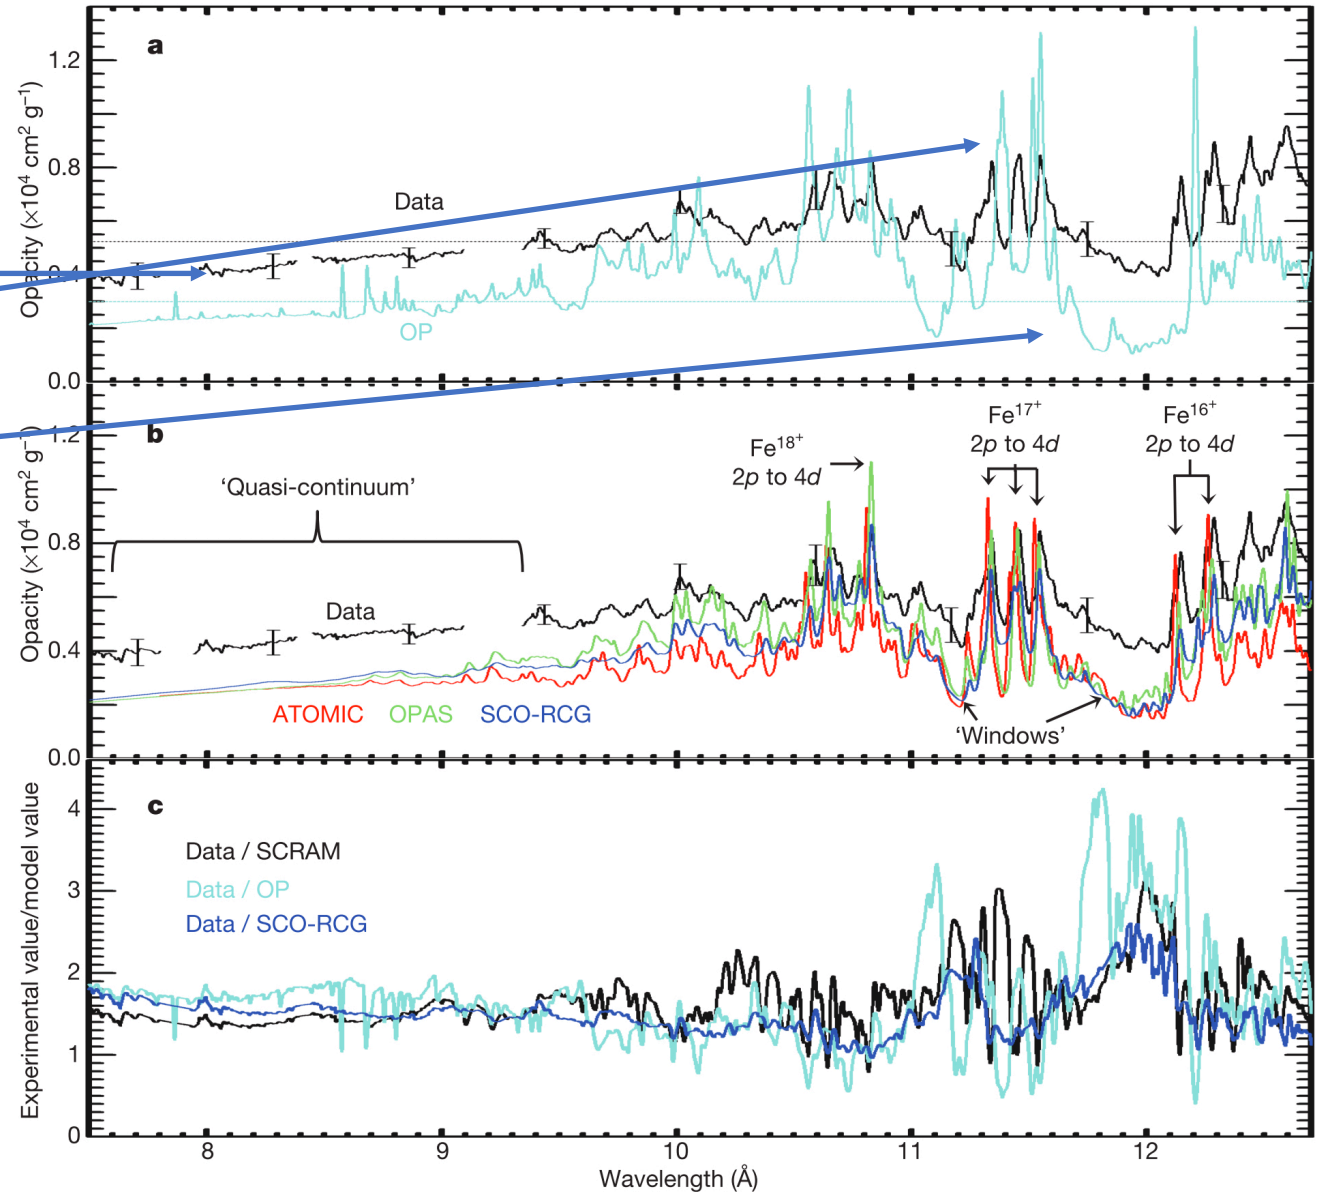 a
1.2
0.8
0.4
0.0
Opacity (×10⁴ cm² g⁻¹)
Data
OP
b
1.2
0.8
0.4
0.0
Opacity (×10⁴ cm² g⁻¹)
'Quasi-continuum'
Data
ATOMIC OPAS SCO-RCG
Fe¹⁸⁺
2p to 4d
Fe¹⁷⁺
2p to 4d
Fe¹⁶⁺
2p to 4d
'Windows'
c
4
3
2
1
0
Experimental value/model value
Data / SCRAM
Data / OP
Data / SCO-RCG
8 9 10 11 12
Wavelength (Å)